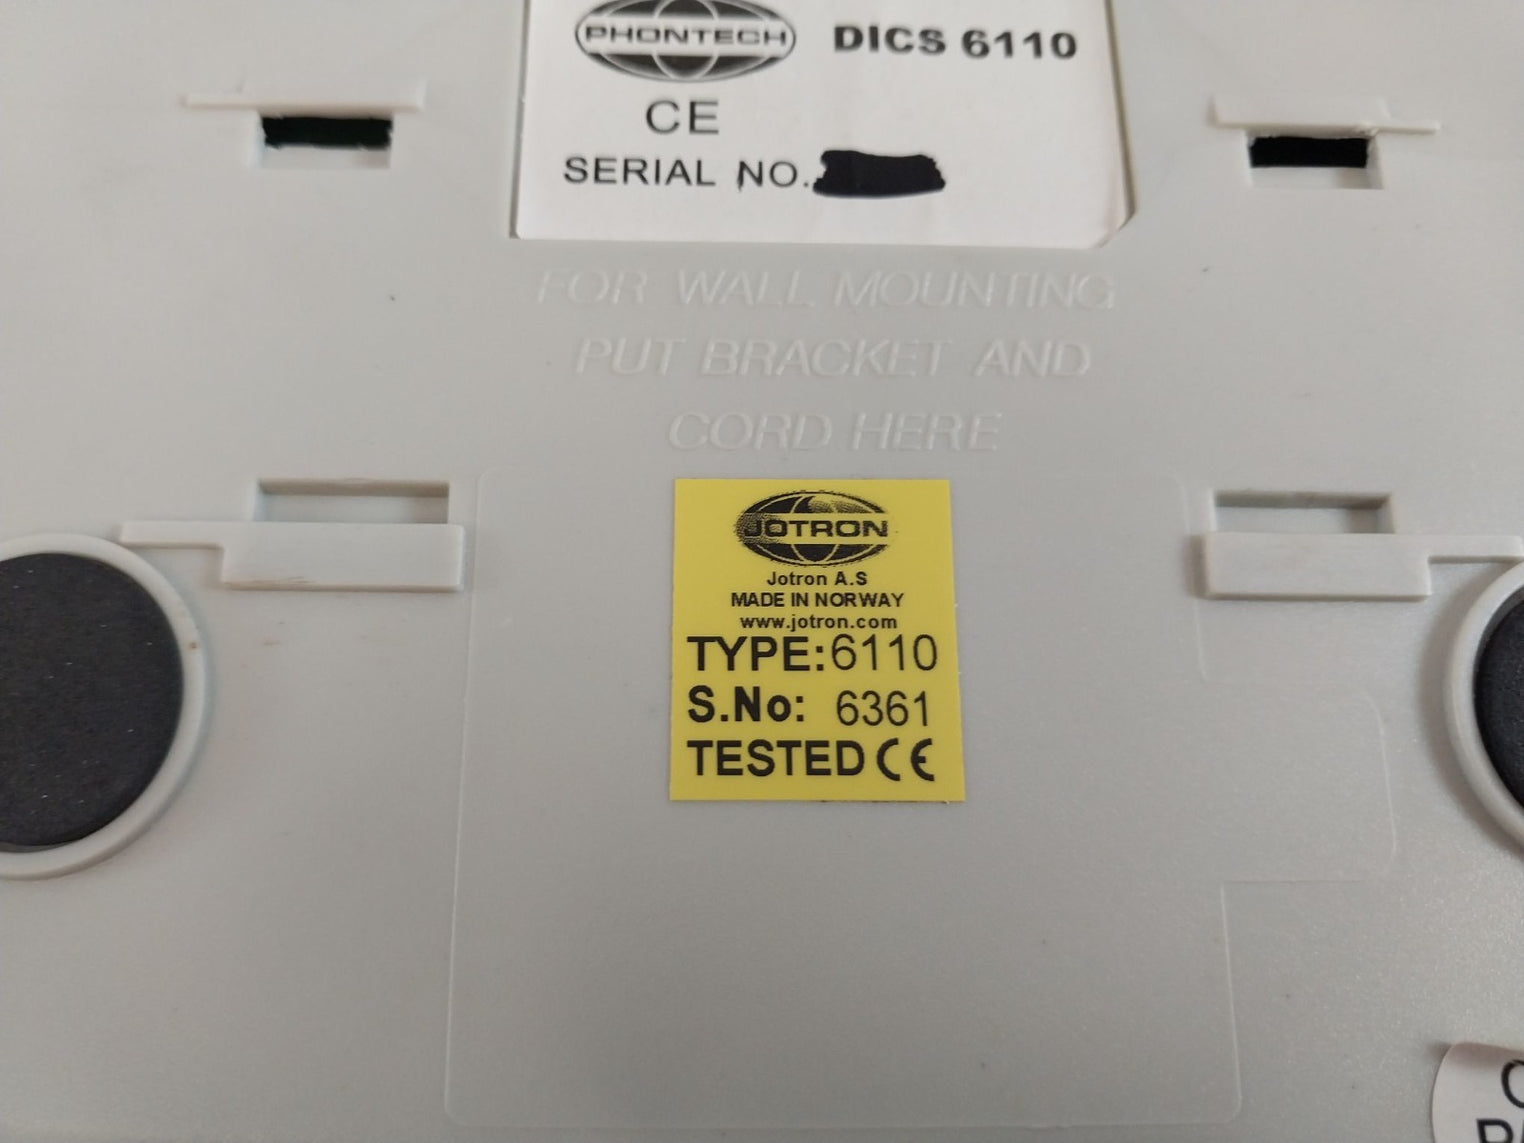 PHONTECH DICS 6110
CE
SERIAL NO.
FOR WALL MOUNTING
PUT BRACKET AND
CORD HERE
JOTRON
Jotron A.S
MADE IN NORWAY
www.jotron.com
TYPE: 6110
S.No: 6361
TESTED CE